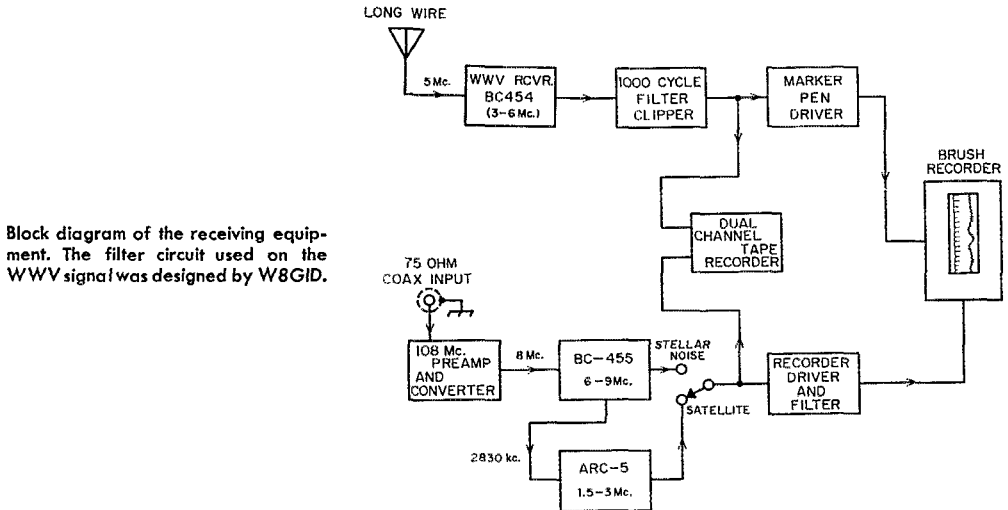 LONG WIRE
5 Mc.
WWV RCVR.
BC454
(3-6 Mc.)
1000 CYCLE
FILTER
CLIPPER
MARKER
PEN
DRIVER
BRUSH
RECORDER
DUAL
CHANNEL
TAPE
RECORDER
Block diagram of the receiving equip-
ment. The filter circuit used on the
WWV signal was designed by W8GID.
75 OHM
COAX INPUT
108 Mc.
PREAMP
AND
CONVERTER
8 Mc.
BC-455
6-9Mc.
STELLAR
NOISE
SATELLITE
RECORDER
DRIVER
AND
FILTER
2830 kc.
ARC-5
1.5-3Mc.